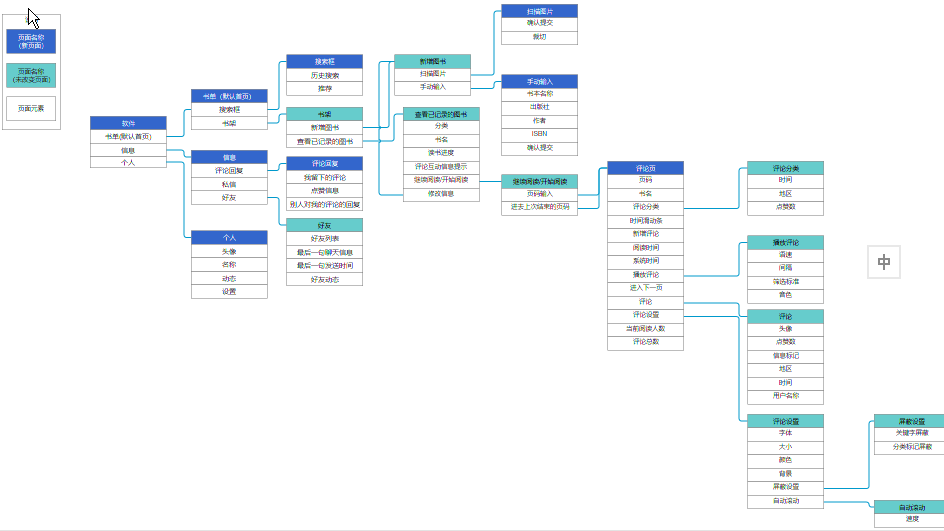 页面名称
(新页面)
页面名称
(未改变页面)
页面元素
软件
书单(默认首页)
信息
个人
书单 (默认首页)
搜索框
书架
信息
评论回复
私信
好友
个人
头像
名称
动态
设置
搜索框
历史搜索
推荐
书架
新增图书
查看已记录的图书
评论回复
我留下的评论
点赞信息
别人对我的评论的回复
好友
好友列表
最后一句聊天信息
最后一句发送时间
好友动态
新增图书
扫描图片
手动输入
查看已记录的图书
分类
书名
读书进度
评论互动信息提示
继续阅读/开始阅读
修改信息
扫描图片
确认提交
裁切
手动输入
书本名称
出版社
作者
ISBN
确认提交
继续阅读/开始阅读
页码输入
进去上次结束的页码
评论页
页码
书名
评论分类
时间滑动条
新增评论
阅读时间
系统时间
播放评论
进入下一页
评论
评论设置
当前阅读人数
评论总数
评论分类
时间
地区
点赞数
播放评论
语速
间隔
筛选标准
音色
评论
头像
点赞数
信息标记
地区
时间
用户名称
评论设置
字体
大小
颜色
背景
屏蔽设置
自动滚动
屏蔽设置
关键字屏蔽
分类标记屏蔽
自动滚动
速度
中